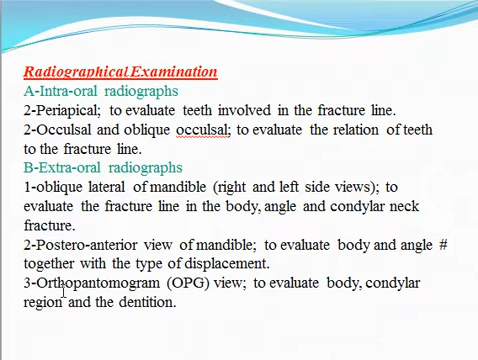 Radiographical Examination
A-Intra-oral radiographs
2-Periapical; to evaluate teeth involved in the fracture line.
2-Occulsal and oblique occulsal; to evaluate the relation of teeth
to the fracture line.
B-Extra-oral radiographs
1-oblique lateral of mandible (right and left side views); to
evaluate the fracture line in the body, angle and condylar neck
fracture.
2-Postero-anterior view of mandible; to evaluate body and angle #
together with the type of displacement.
3-Orthopantomogram (OPG) view; to evaluate body, condylar
region and the dentition.